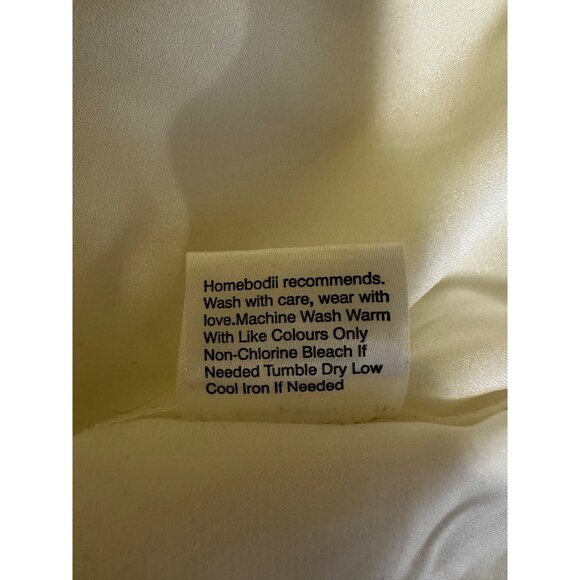 Homebodii recommends.
Wash with care, wear with
love.Machine Wash Warm
With Like Colours Only
Non-Chlorine Bleach If
Needed Tumble Dry Low
Cool Iron If Needed